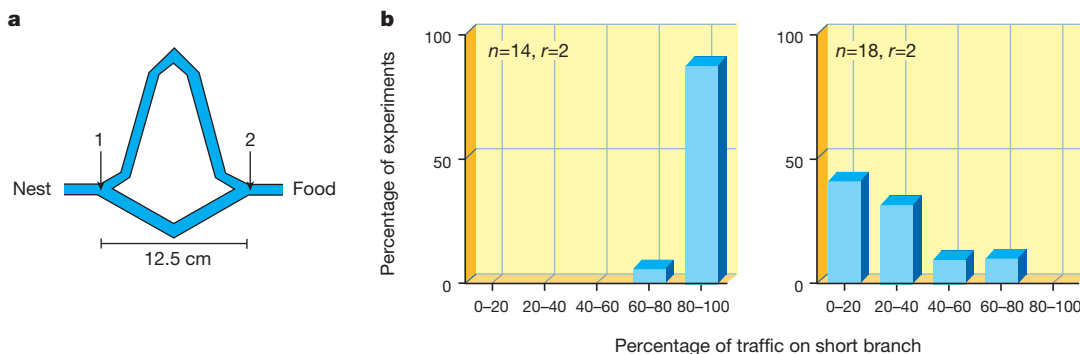 a
1
2
Nest
Food
12.5 cm
b
Percentage of experiments
100
50
0
n=14, r=2
0–20 20–40 40–60 60–80 80–100
100
50
0
n=18, r=2
0–20 20–40 40–60 60–80 80–100
Percentage of traffic on short branch